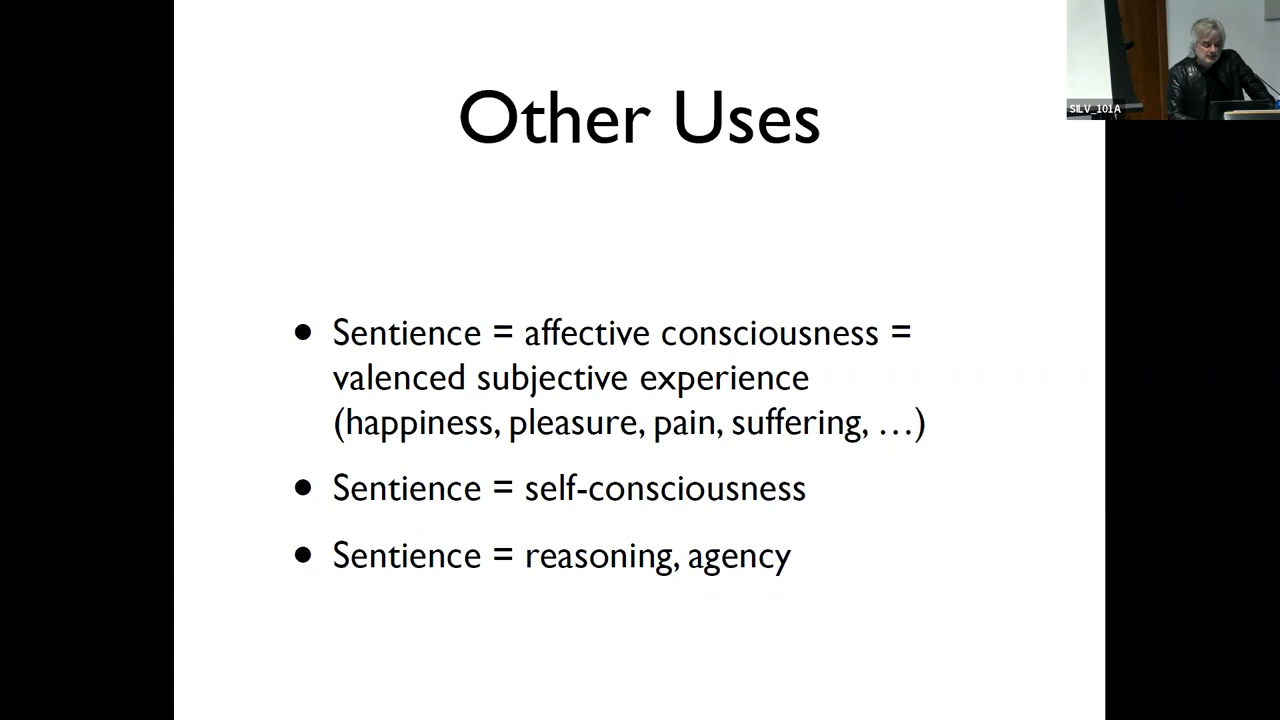 SILV_101A
Other Uses
• Sentience = affective consciousness =
valenced subjective experience
(happiness, pleasure, pain, suffering, …)
• Sentience = self-consciousness
• Sentience = reasoning, agency